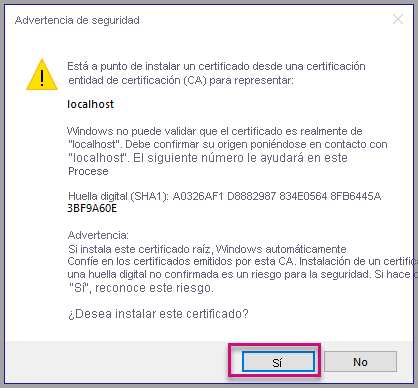 Advertencia de seguridad
Está a punto de instalar un certificado desde una certificación
entidad de certificación (CA) para representar:
localhost
Windows no puede validar que el certificado es realmente de
"localhost". Debe confirmar su origen poniéndose en contacto con
"localhost". El siguiente número le ayudará en este
Procese
Huella digital (SHA1): A0326AF1 D8882987 834E0564 8FB6445A
3BF9A60E
Advertencia:
Si instala este certificado raíz, Windows automáticamente
Confíe en los certificados emitidos por esta CA. Instalación de un certific
una huella digital no confirmada es un riesgo para la seguridad. Si hace c
"Sí", reconoce este riesgo.
¿Desea instalar este certificado?
Sí
No